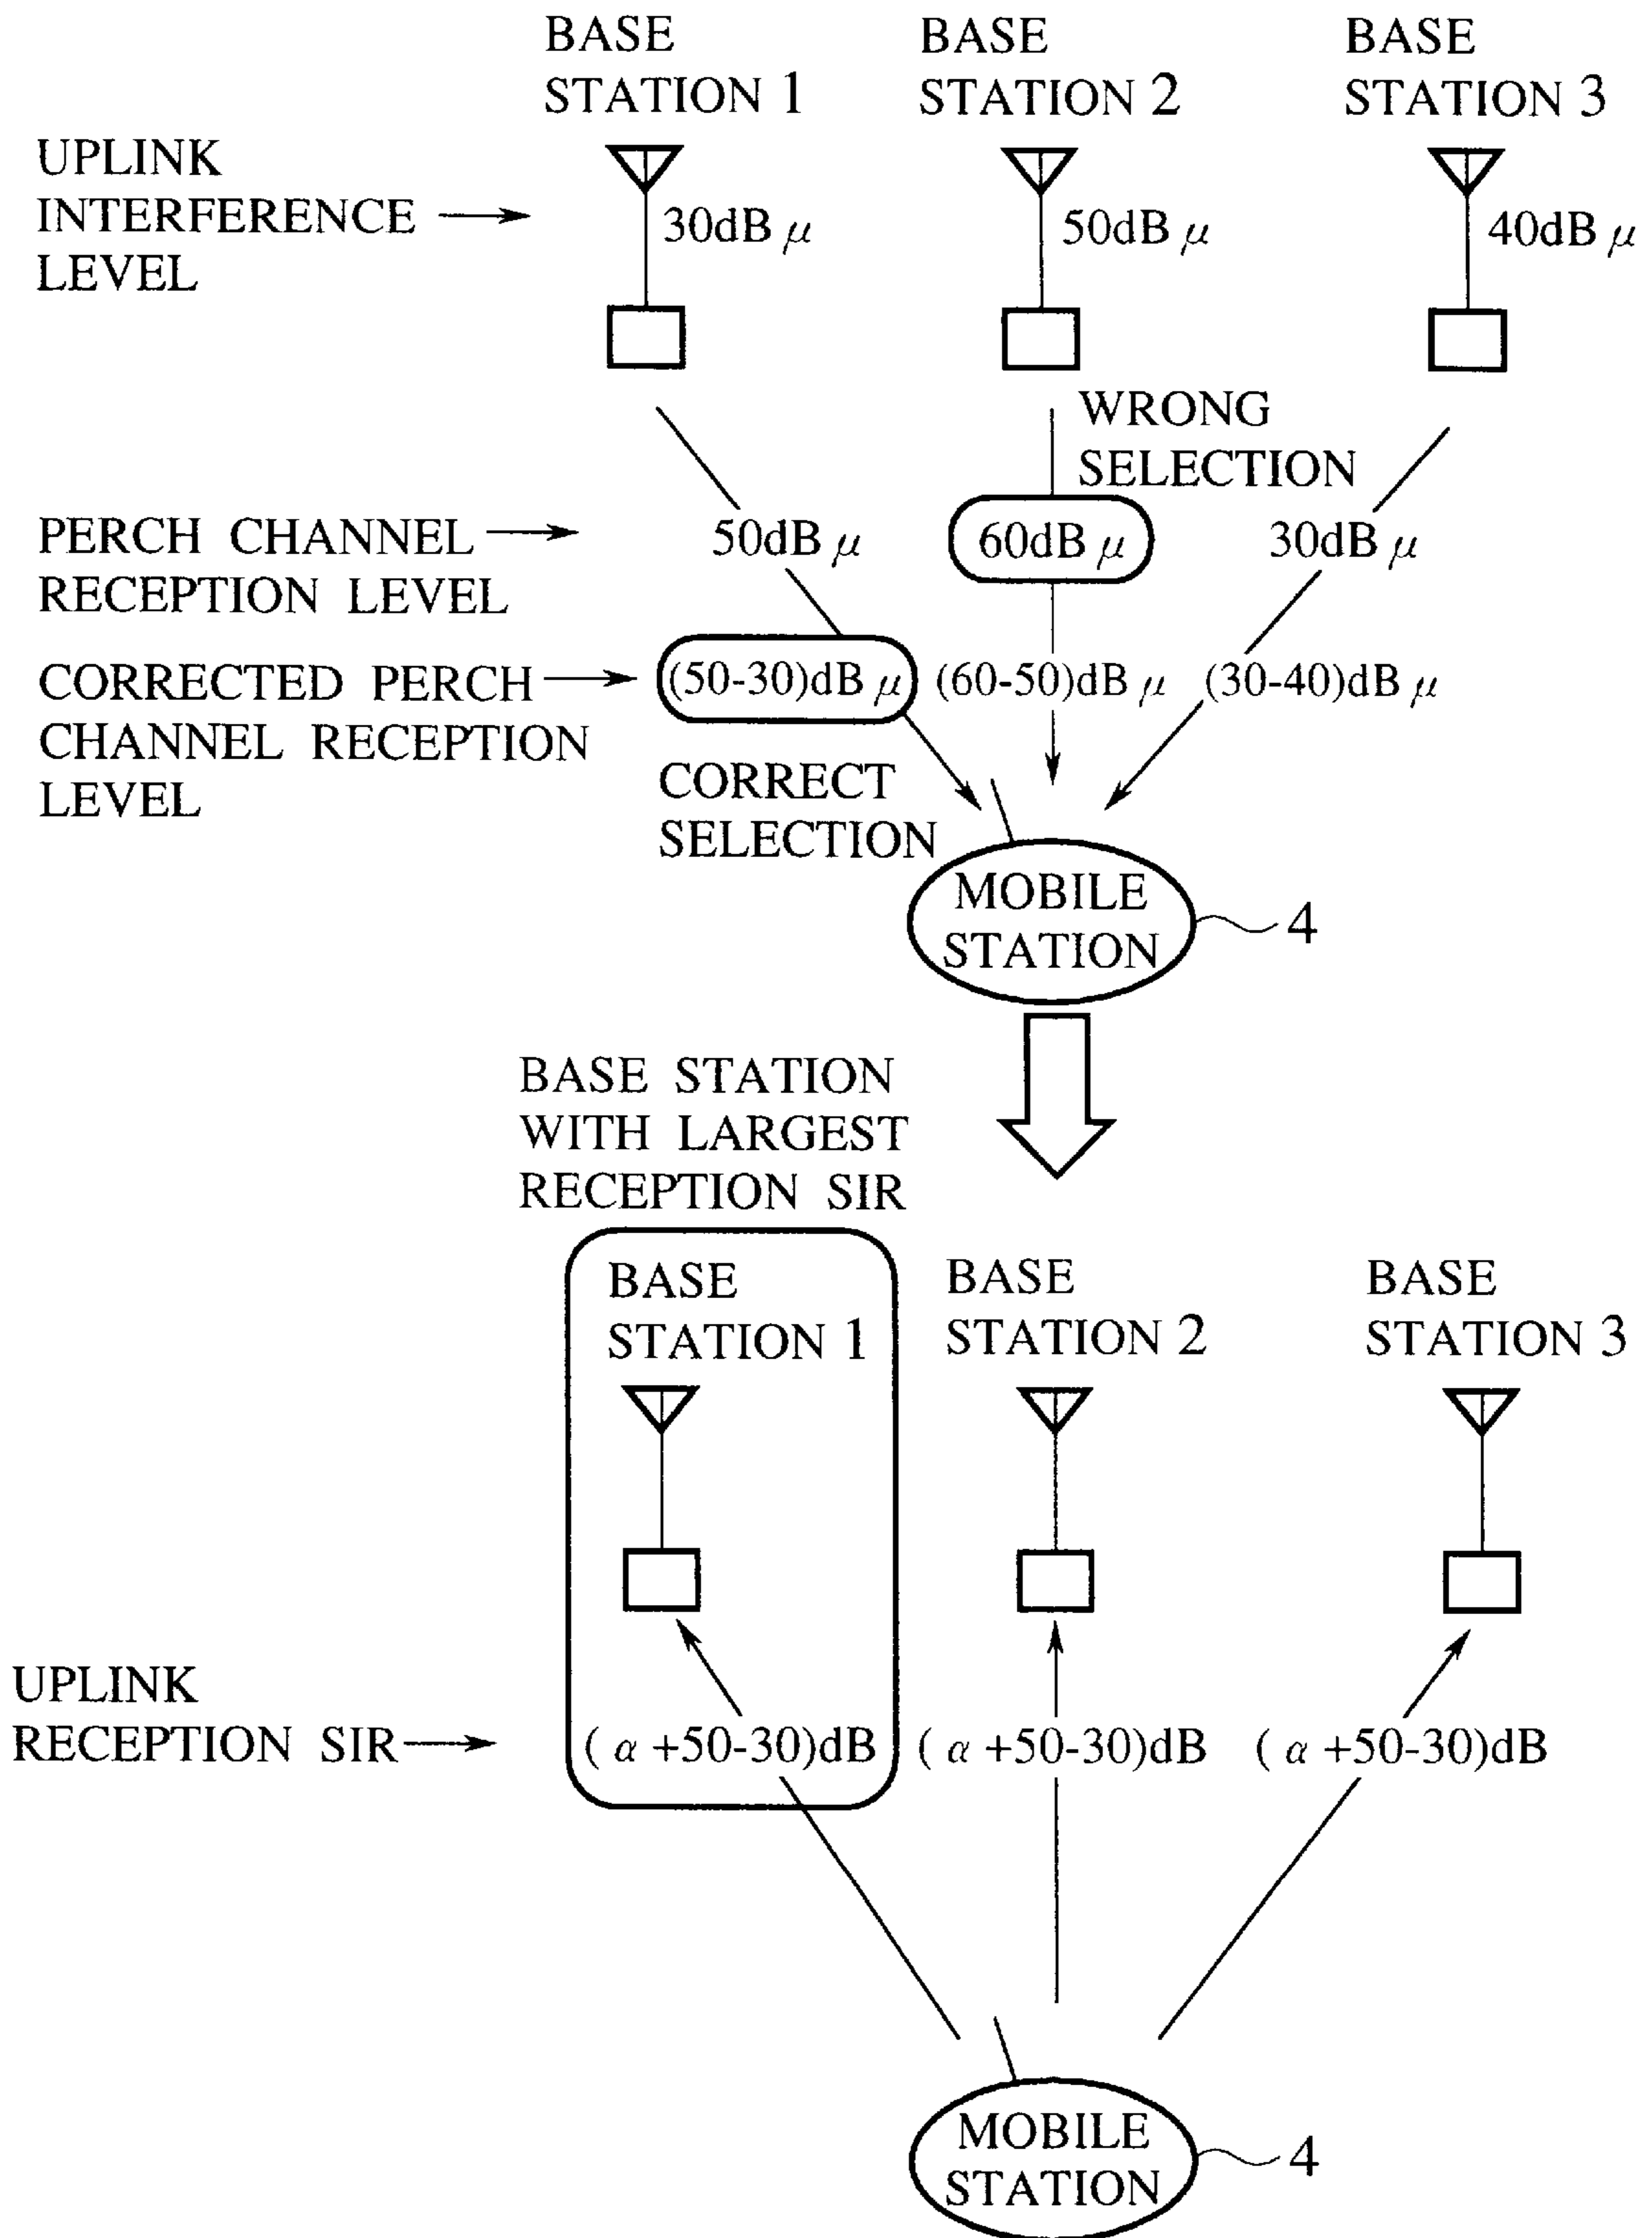 BASE STATION 1
BASE STATION 2
BASE STATION 3
UPLINK
INTERFERENCE
LEVEL
30dB μ
50dB μ
40dB μ
WRONG
SELECTION
PERCH CHANNEL
RECEPTION LEVEL
50dB μ
60dB μ
30dB μ
CORRECTED PERCH
CHANNEL RECEPTION
LEVEL
(50-30)dB μ
(60-50)dB μ
(30-40)dB μ
CORRECT
SELECTION
MOBILE
STATION
4
BASE STATION
WITH LARGEST
RECEPTION SIR
BASE
STATION 1
BASE
STATION 2
BASE
STATION 3
UPLINK
RECEPTION SIR
(α+50-30)dB
(α+50-30)dB
(α+50-30)dB
MOBILE
STATION
4